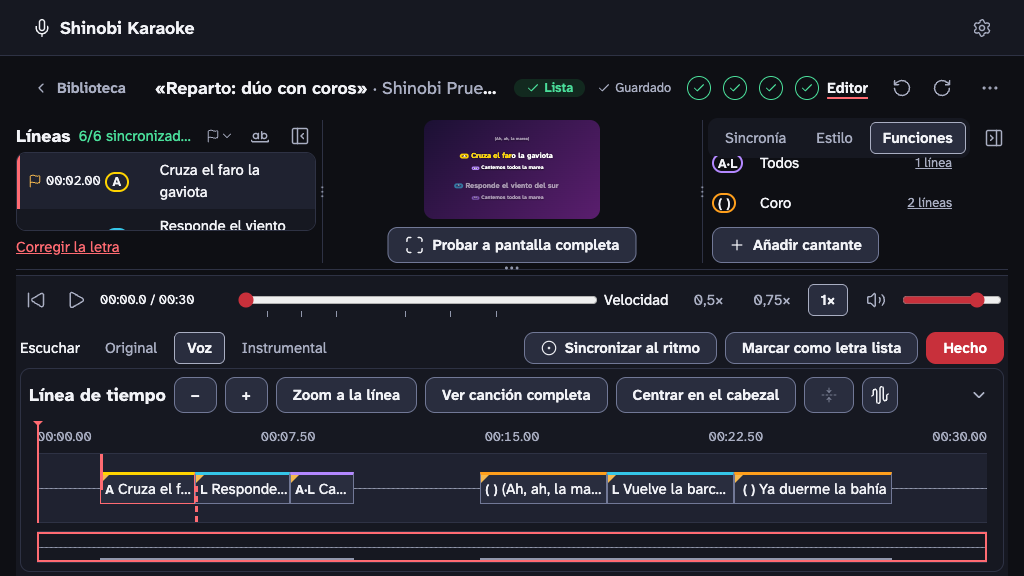 Shinobi Karaoke
Biblioteca
«Reparto: dúo con coros» · Shinobi Prue...
Lista
Guardado
Editor
Líneas 6/6 sincronizad...
ab
00:02.00 A Cruza el faro la gaviota
Responde el viento
Corregir la letra
(Ah, ah, la marea)
Cruza el faro la gaviota
Cantemos todos la marea
Responde el viento del sur
Cantemos todos la marea
Probar a pantalla completa
Sincronía Estilo Funciones
A·L Todos 1 línea
( ) Coro 2 líneas
Añadir cantante
00:00.0 / 00:30
Velocidad 0,5× 0,75× 1×
Escuchar Original Voz Instrumental
Sincronizar al ritmo
Marcar como letra lista
Hecho
Línea de tiempo − + Zoom a la línea Ver canción completa Centrar en el cabezal
00:00.00 00:07.50 00:15.00 00:22.50 00:30.00
A Cruza el f... L Responde... A·L Ca... ( ) (Ah, ah, la ma... L Vuelve la barc... ( ) Ya duerme la bahía